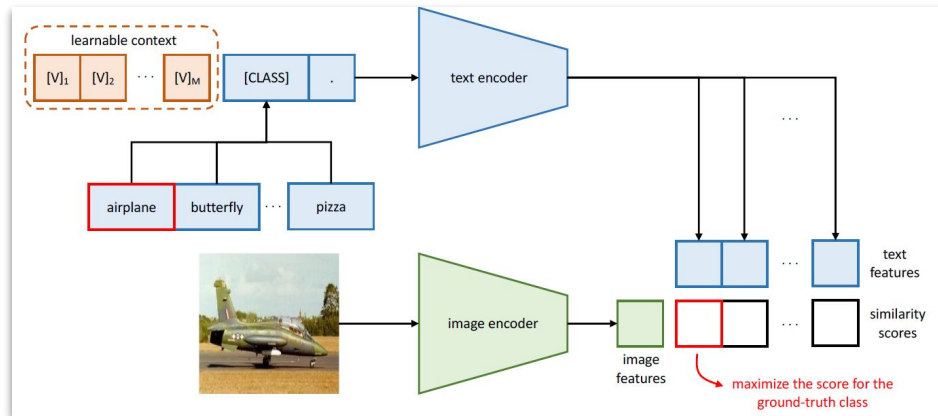 learnable context
[V]1 [V]2 ... [V]M [CLASS] .
text encoder
...
airplane butterfly ... pizza
... text
features
image encoder
... similarity
scores
image
features
maximize the score for the
ground-truth class